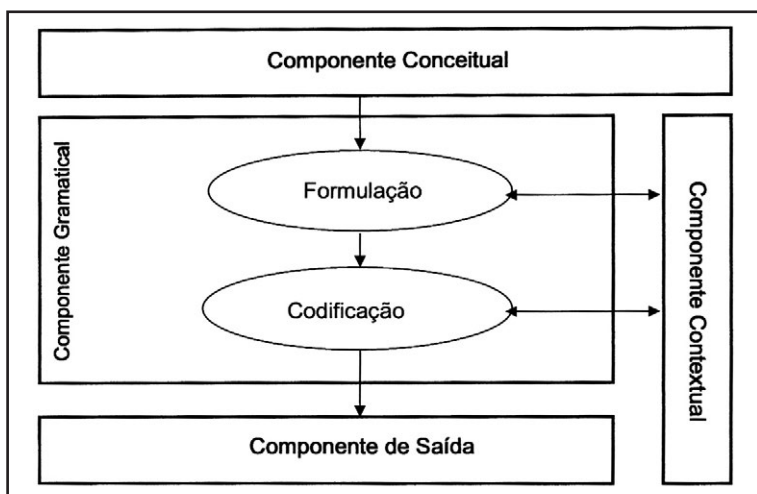 Componente Conceitual
Componente Gramatical
Formulação
Codificação
Componente Contextual
Componente de Saída